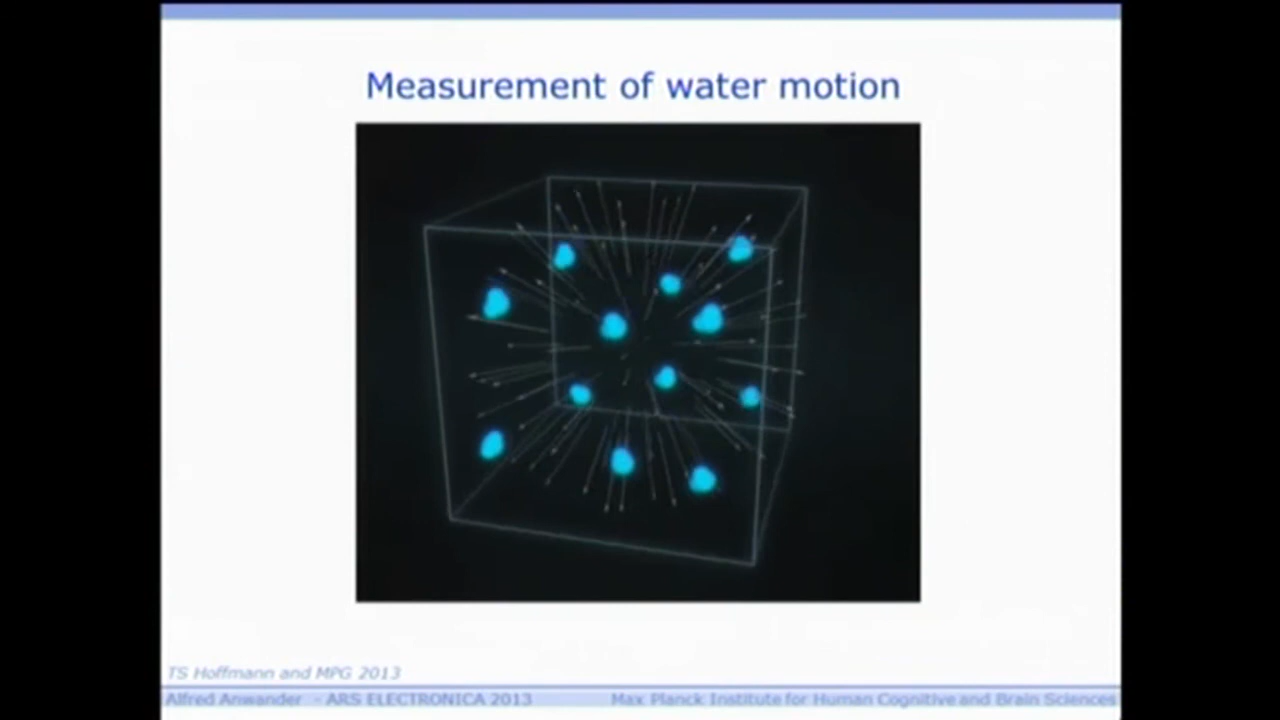 Measurement of water motion
TS Hoffmann and MPG 2013
Alfred Anwander - ARS ELECTRONICA 2013
Max Planck Institute for Human Cognitive and Brain Sciences